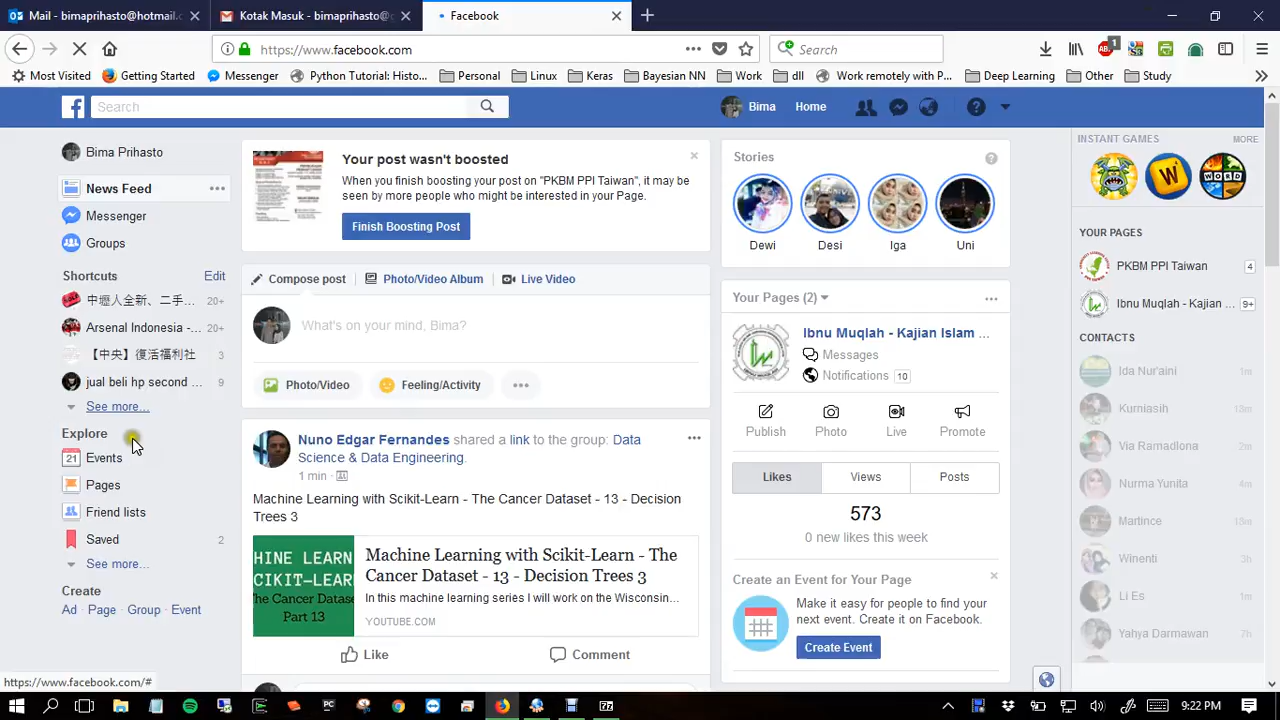 Mail - bimaprihasto@hotmail.c
Kotak Masuk - bimaprihasto@g
Facebook
https://www.facebook.com
Search
1
Most Visited
Getting Started
Messenger
Python Tutorial: Histo...
Personal
Linux
Keras
Bayesian NN
Work
dll
Work remotely with P...
Deep Learning
Other
Study
Search
Bima
Home
Bima Prihasto
News Feed
Messenger
Groups
Shortcuts
Edit
中壢人全新、二手... 20+
Arsenal Indonesia -... 20+
【中央】復活福利社 3
jual beli hp second ... 9
See more...
Explore
21 Events
Pages
Friend lists
Saved 2
See more...
Create
Ad · Page · Group · Event
https://www.facebook.com/#
Your post wasn't boosted
When you finish boosting your post on "PKBM PPI Taiwan", it may be
seen by more people who might be interested in your Page.
Finish Boosting Post
Compose post
Photo/Video Album
Live Video
What's on your mind, Bima?
Photo/Video
Feeling/Activity
Nuno Edgar Fernandes shared a link to the group: Data
Science & Data Engineering.
1 min ·
Machine Learning with Scikit-Learn - The Cancer Dataset - 13 - Decision
Trees 3
HINE LEARN
SCIKIT-LEARN
The Cancer Datase
Part 13
Machine Learning with Scikit-Learn - The
Cancer Dataset - 13 - Decision Trees 3
In this machine learning series I will work on the Wisconsin...
YOUTUBE.COM
Like
Comment
Stories
Dewi
Desi
Iga
Uni
Your Pages (2)
Ibnu Muqlah - Kajian Islam ...
Messages
Notifications 10
Publish
Photo
Live
Promote
Likes
Views
Posts
573
0 new likes this week
Create an Event for Your Page
Make it easy for people to find your
next event. Create it on Facebook.
Create Event
INSTANT GAMES
MORE
W
WORD
YOUR PAGES
PKBM PPI Taiwan 4
Ibnu Muqlah - Kajian ... 9+
CONTACTS
Ida Nur'aini 1m
Kurniasih 13m
Via Ramadlona 2m
Nurma Yunita 4m
Martince 13m
Winenti 3h
Li Es 1m
Yahya Darmawan 7h
9:22 PM